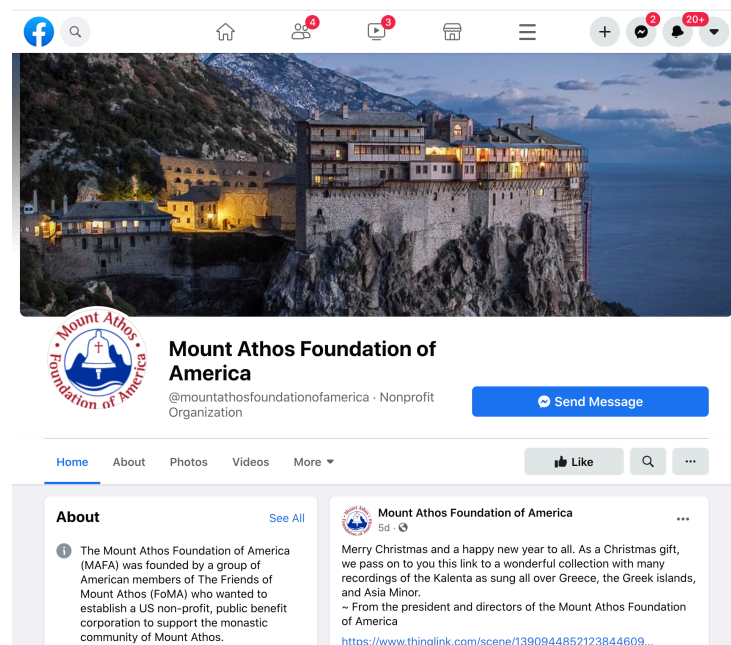 4
3
2
20+
Mount Athos
Foundation of America
Mount Athos Foundation of
America
@mountathosfoundationofamerica · Nonprofit
Organization
Send Message
Home
About
Photos
Videos
More
Like
About
See All
The Mount Athos Foundation of America
(MAFA) was founded by a group of
American members of The Friends of
Mount Athos (FoMA) who wanted to
establish a US non-profit, public benefit
corporation to support the monastic
community of Mount Athos.
Mount Athos Foundation of America
5d ·
Merry Christmas and a happy new year to all. As a Christmas gift,
we pass on to you this link to a wonderful collection with many
recordings of the Kalenta as sung all over Greece, the Greek islands,
and Asia Minor.
~ From the president and directors of the Mount Athos Foundation
of America
https://www.thinglink.com/scene/1390944852123844609...